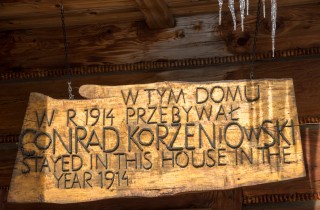 W TYM DOMU
W R. 1914 PRZEBYWAŁ
CONRAD KORZENIOWSKI
STAYED IN THIS HOUSE IN THE
YEAR 1914